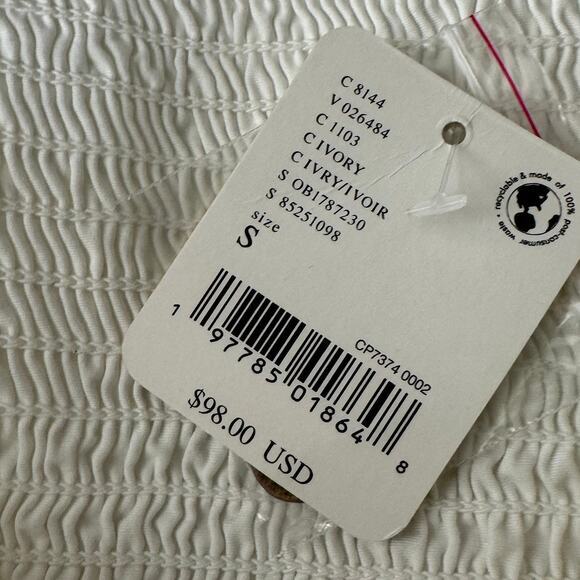 C 8144
V 026484
C 1103
C IVORY
C IVRY/IVOIR
S OB1787230
S 85251098
size
S
recyclable & made of 100% post-consumer waste
CP7374 0002
1 97785 01864 8
$98.00 USD